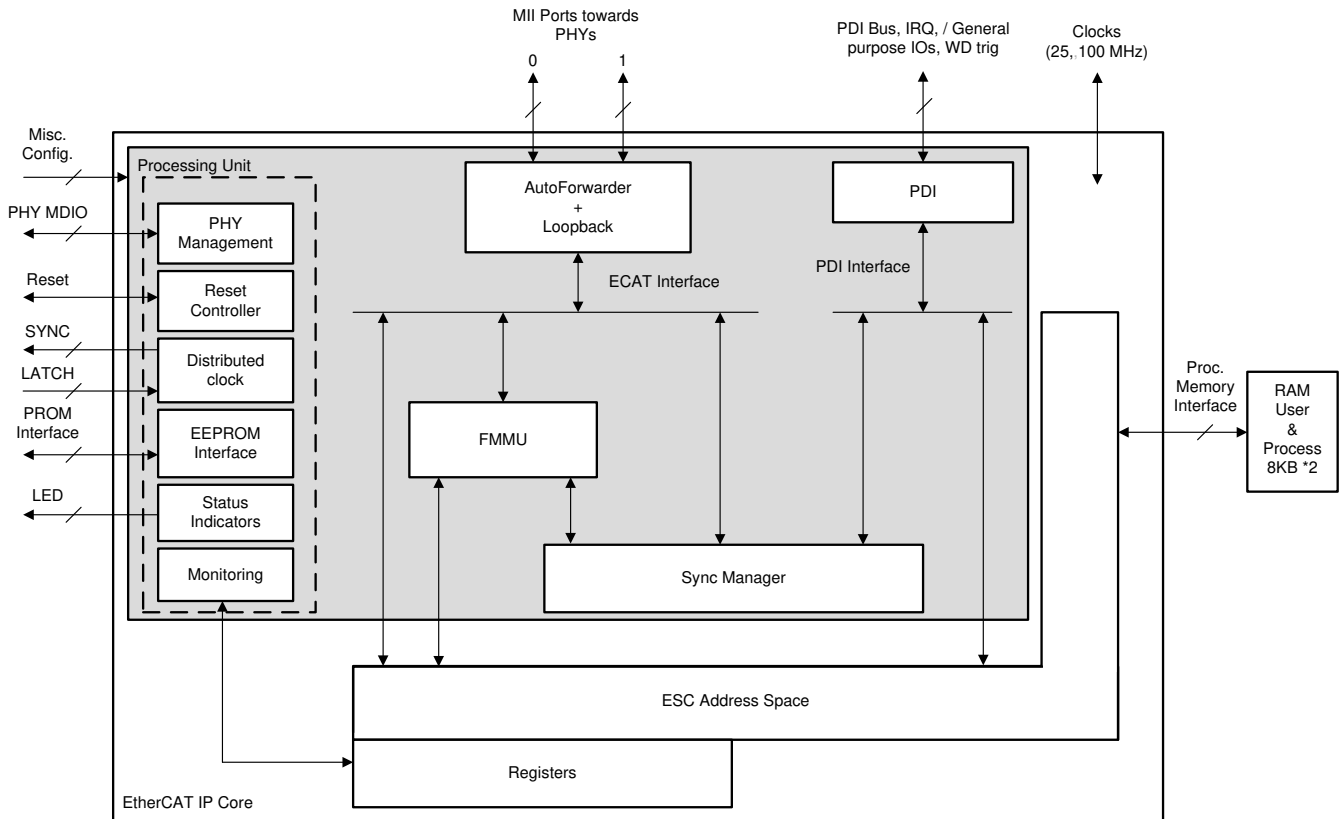 MII Ports towards
PHYs
0
1
PDI Bus, IRQ, / General
purpose IOs, WD trig
Clocks
(25, 100 MHz)
Misc.
Config.
PHY MDIO
Reset
SYNC
LATCH
PROM
Interface
LED
Processing Unit
PHY
Management
Reset
Controller
Distributed
clock
EEPROM
Interface
Status
Indicators
Monitoring
AutoForwarder
+
Loopback
ECAT Interface
PDI
PDI Interface
FMMU
Sync Manager
Proc.
Memory
Interface
RAM
User
&
Process
8KB *2
ESC Address Space
Registers
EtherCAT IP Core